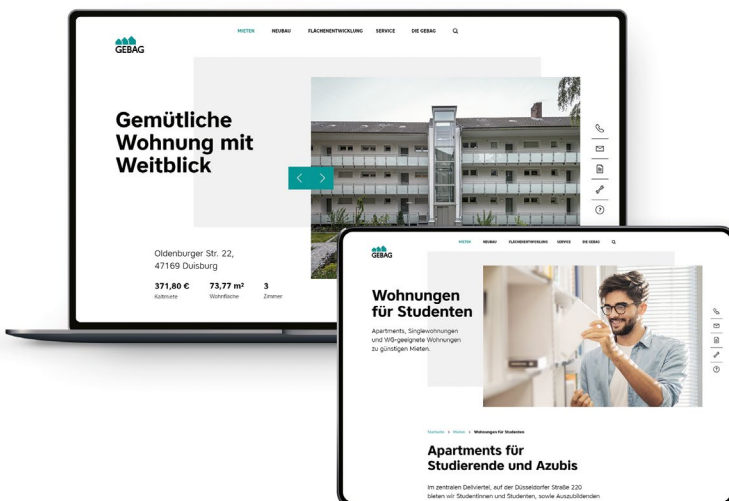 GEBAG
MIETEN NEUBAU FLÄCHENENTWICKLUNG SERVICE DIE GEBAG
Gemütliche
Wohnung mit
Weitblick
Oldenburger Str. 22,
47169 Duisburg
371,80 € 73,77 m² 3
Kaltmiete Wohnfläche Zimmer
GEBAG
MIETEN NEUBAU FLÄCHENENTWICKLUNG SERVICE DIE GEBAG
Wohnungen
für Studenten
Apartments, Singlewohnungen
und WG-geeignete Wohnungen
zu günstigen Mieten.
Startseite > Mieten > Wohnungen für Studenten
Apartments für
Studierende und Azubis
Im zentralen Dellviertel, auf der Düsseldorfer Straße 220
bieten wir Studentinnen und Studenten, sowie Auszubildenden